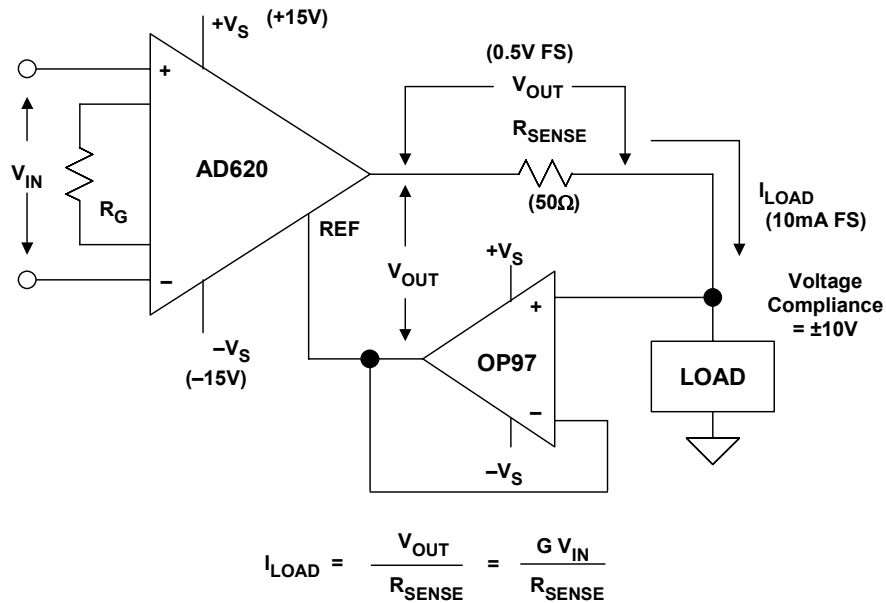 +VS (+15V)
(0.5V FS)
VOUT
RSENSE
+
AD620
VIN
RG
(50Ω)
ILOAD
(10mA FS)
REF
+VS
VOUT
Voltage
Compliance
= ±10V
+
–
–VS
(–15V)
OP97
LOAD
–
–VS
ILOAD = VOUT / RSENSE = G VIN / RSENSE